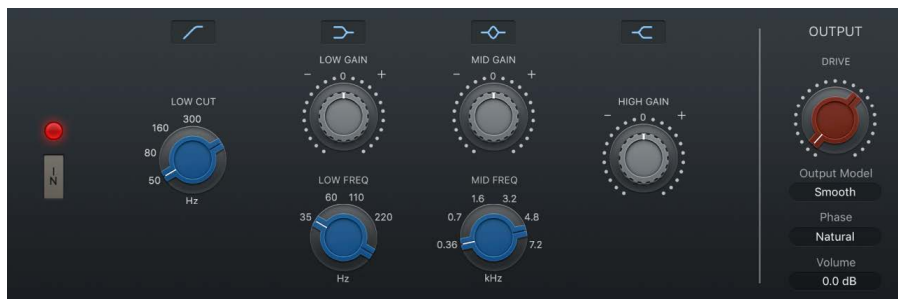 OUTPUT
LOW GAIN
− 0 +
MID GAIN
− 0 +
DRIVE
LOW CUT
50
80
160
300
Hz
HIGH GAIN
− 0 +
IN
LOW FREQ
35
60
110
220
Hz
MID FREQ
0.36
0.7
1.6
3.2
4.8
7.2
kHz
Output Model
Smooth
Phase
Natural
Volume
0.0 dB